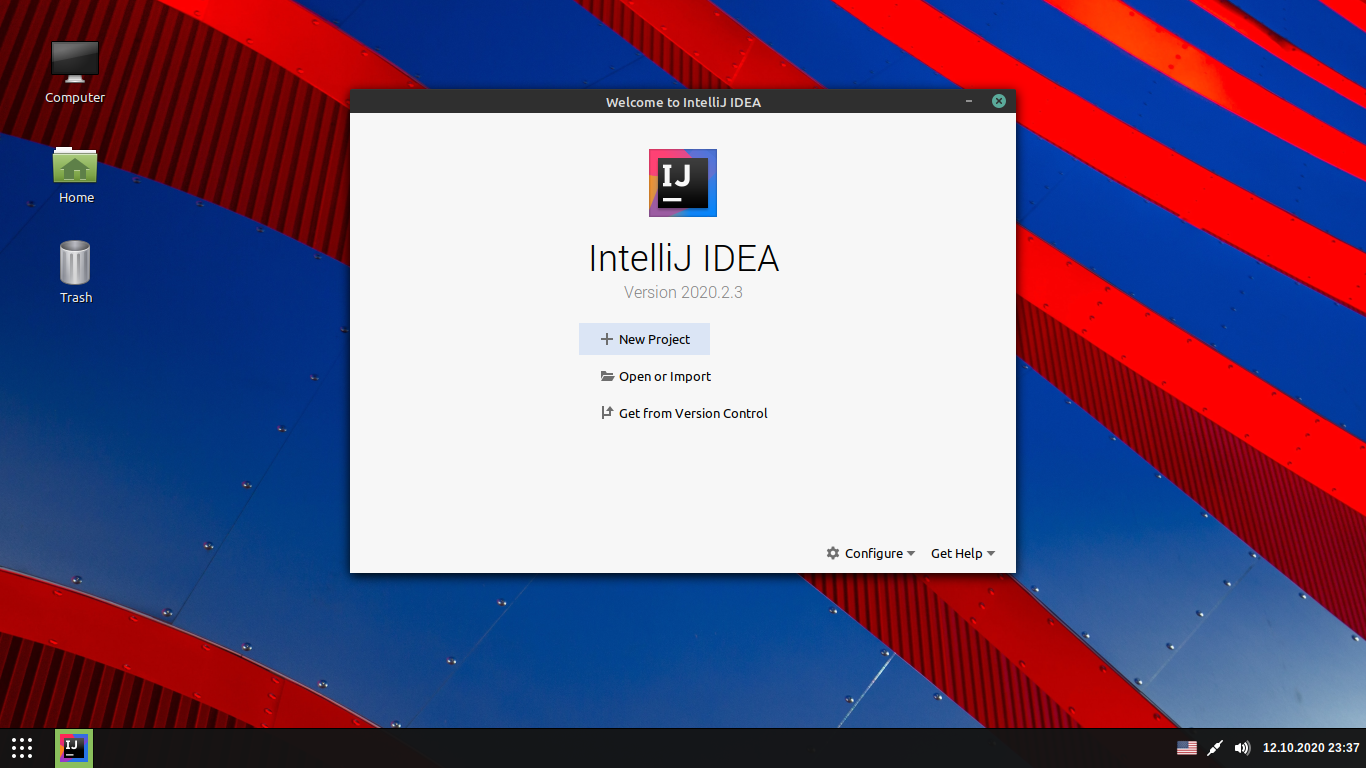 Computer
Home
Trash
Welcome to IntelliJ IDEA
IJ
IntelliJ IDEA
Version 2020.2.3
New Project
Open or Import
Get from Version Control
Configure
Get Help
IJ
12.10.2020 23:37